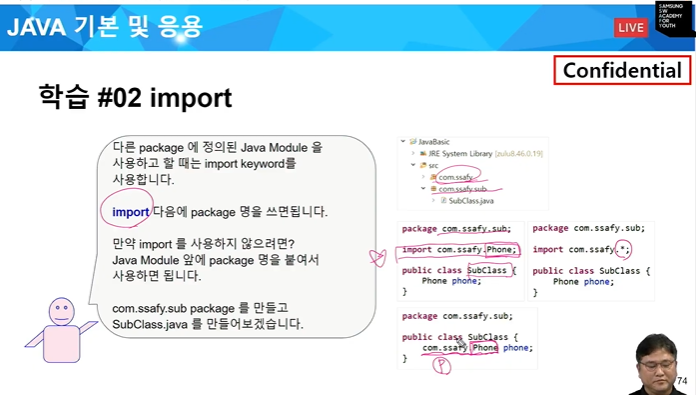 JAVA 기본 및 응용
LIVE
SAMSUNG
SW
ACADEMY
FOR
YOUTH
Confidential
학습 #02 import
다른 package 에 정의된 Java Module 을
사용하고 할 때는 import keyword를
사용합니다.
import 다음에 package 명을 쓰면됩니다.
만약 import 를 사용하지 않으려면?
Java Module 앞에 package 명을 붙여서
사용하면 됩니다.
com.ssafy.sub package 를 만들고
SubClass.java 를 만들어보겠습니다.
JavaBasic
JRE System Library [zulu8.46.0.19]
src
com.ssafy
com.ssafy.sub
SubClass.java
package com.ssafy.sub;
import com.ssafy.Phone;
public class SubClass {
Phone phone;
}
package com.ssafy.sub;
import com.ssafy.*;
public class SubClass {
Phone phone;
}
package com.ssafy.sub;
public class SubClass {
com.ssafy.Phone phone;
}
P
74